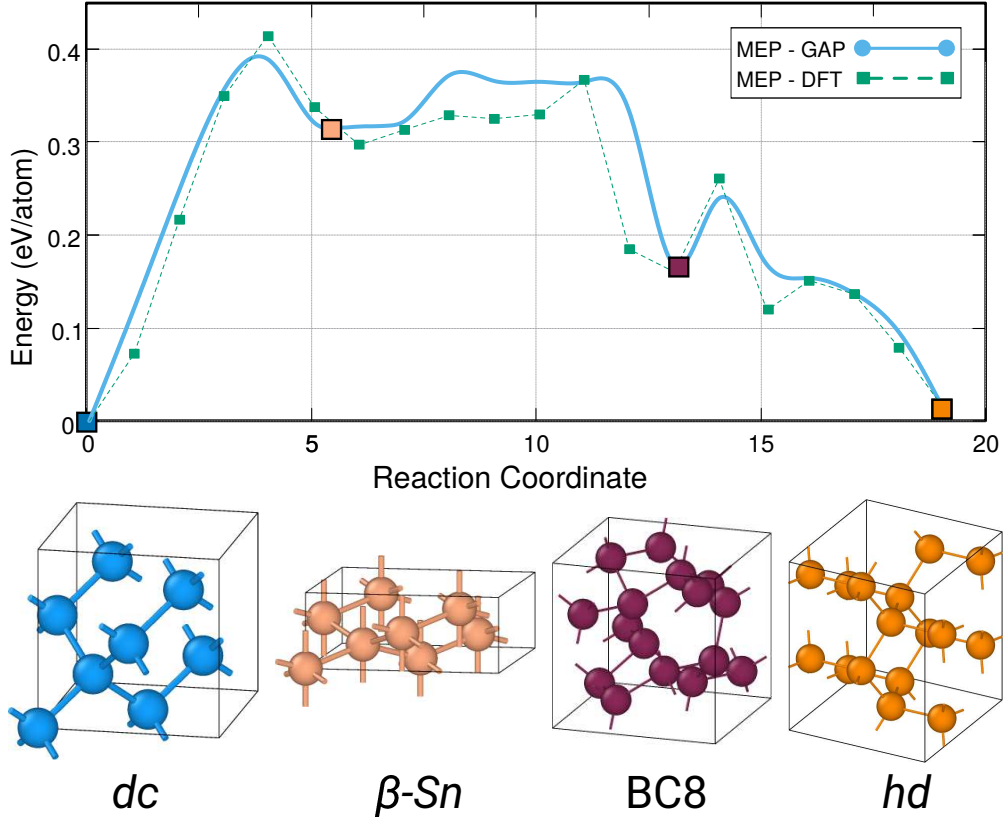 0.4
0.3
0.2
0.1
0
Energy (eV/atom)
MEP - GAP
MEP - DFT
0 5 10 15 20
Reaction Coordinate
dc β-Sn BC8 hd